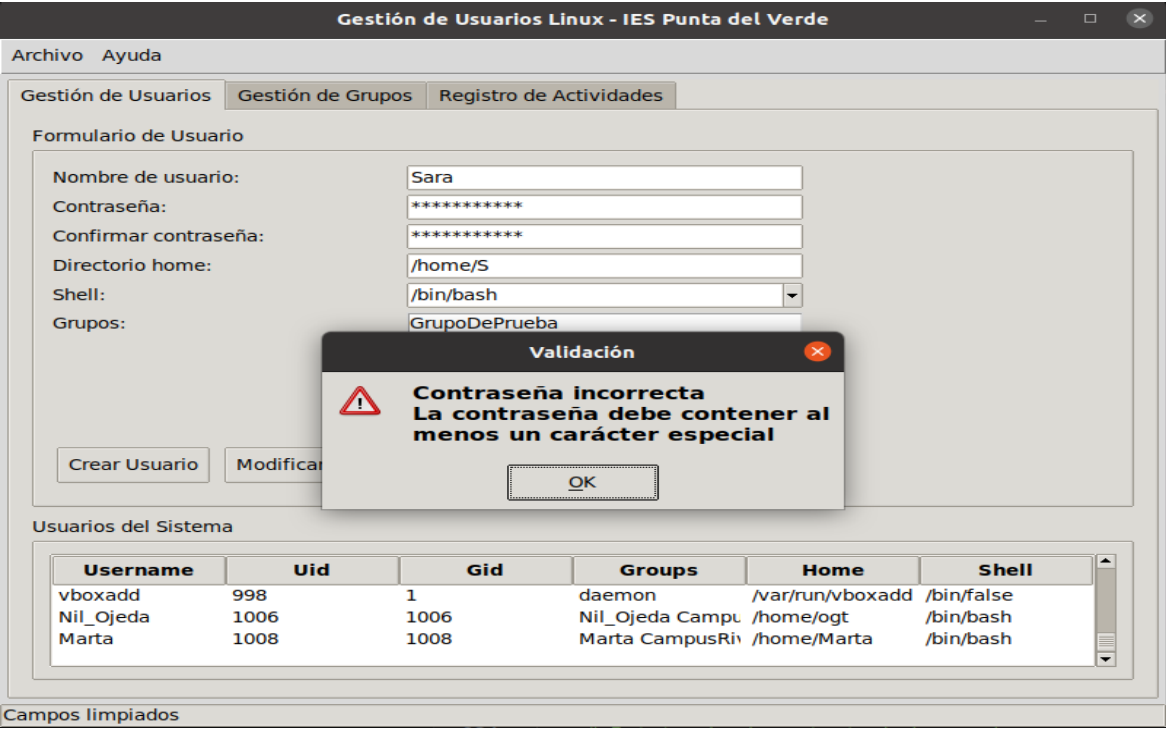 Gestión de Usuarios Linux - IES Punta del Verde
Archivo Ayuda
Gestión de Usuarios Gestión de Grupos Registro de Actividades
Formulario de Usuario
Nombre de usuario: Sara
Contraseña: ***********
Confirmar contraseña: ***********
Directorio home: /home/S
Shell: /bin/bash
Grupos: GrupoDePrueba
Validación
Contraseña incorrecta
La contraseña debe contener al
menos un carácter especial
OK
Crear Usuario Modificar
Usuarios del Sistema
Username Uid Gid Groups Home Shell
vboxadd 998 1 daemon /var/run/vboxadd /bin/false
Nil_Ojeda 1006 1006 Nil_Ojeda Campu /home/ogt /bin/bash
Marta 1008 1008 Marta CampusRiv /home/Marta /bin/bash
Campos limpiados